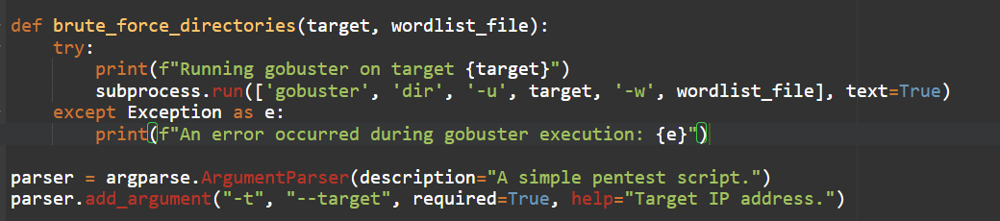 def brute_force_directories(target, wordlist_file):
    try:
        print(f"Running gobuster on target {target}")
        subprocess.run(['gobuster', 'dir', '-u', target, '-w', wordlist_file], text=True)
    except Exception as e:
        print(f"An error occurred during gobuster execution: {e}")
parser = argparse.ArgumentParser(description="A simple pentest script.")
parser.add_argument("-t", "--target", required=True, help="Target IP address.")